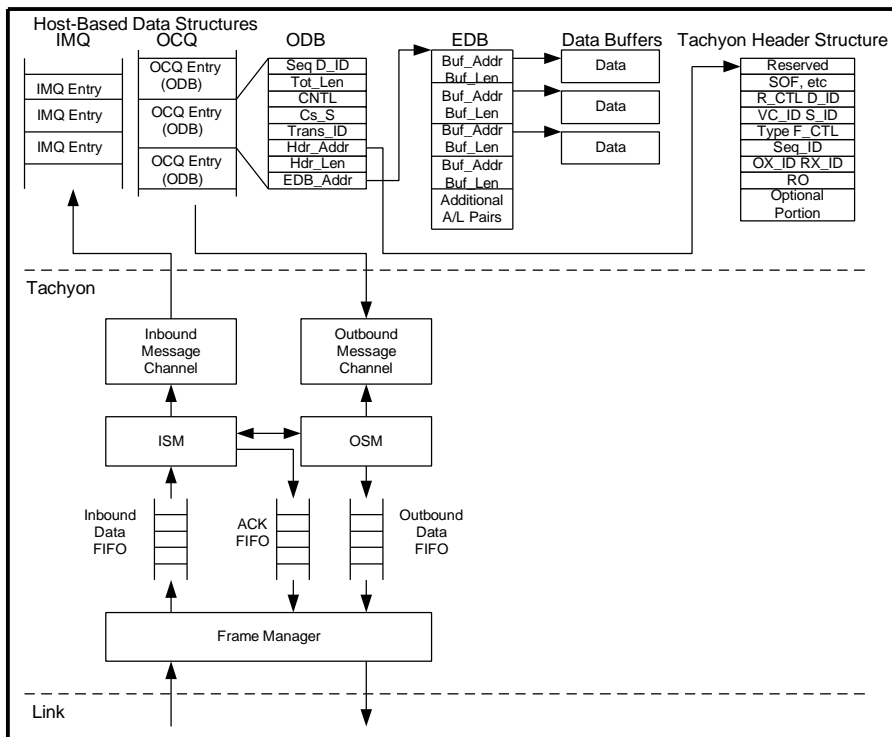 Host-Based Data Structures
IMQ
OCQ
ODB
EDB
Data Buffers
Tachyon Header Structure
IMQ Entry
IMQ Entry
IMQ Entry
OCQ Entry
(ODB)
OCQ Entry
(ODB)
OCQ Entry
(ODB)
Seq D_ID
Tot_Len
CNTL
Cs_S
Trans_ID
Hdr_Addr
Hdr_Len
EDB_Addr
Buf_Addr
Buf_Len
Buf_Addr
Buf_Len
Buf_Addr
Buf_Len
Buf_Addr
Buf_Len
Additional
A/L Pairs
Data
Data
Data
Reserved
SOF, etc
R_CTL D_ID
VC_ID S_ID
Type F_CTL
Seq_ID
OX_ID RX_ID
RO
Optional
Portion
Tachyon
Inbound
Message
Channel
Outbound
Message
Channel
ISM
OSM
Inbound
Data
FIFO
ACK
FIFO
Outbound
Data
FIFO
Frame Manager
Link